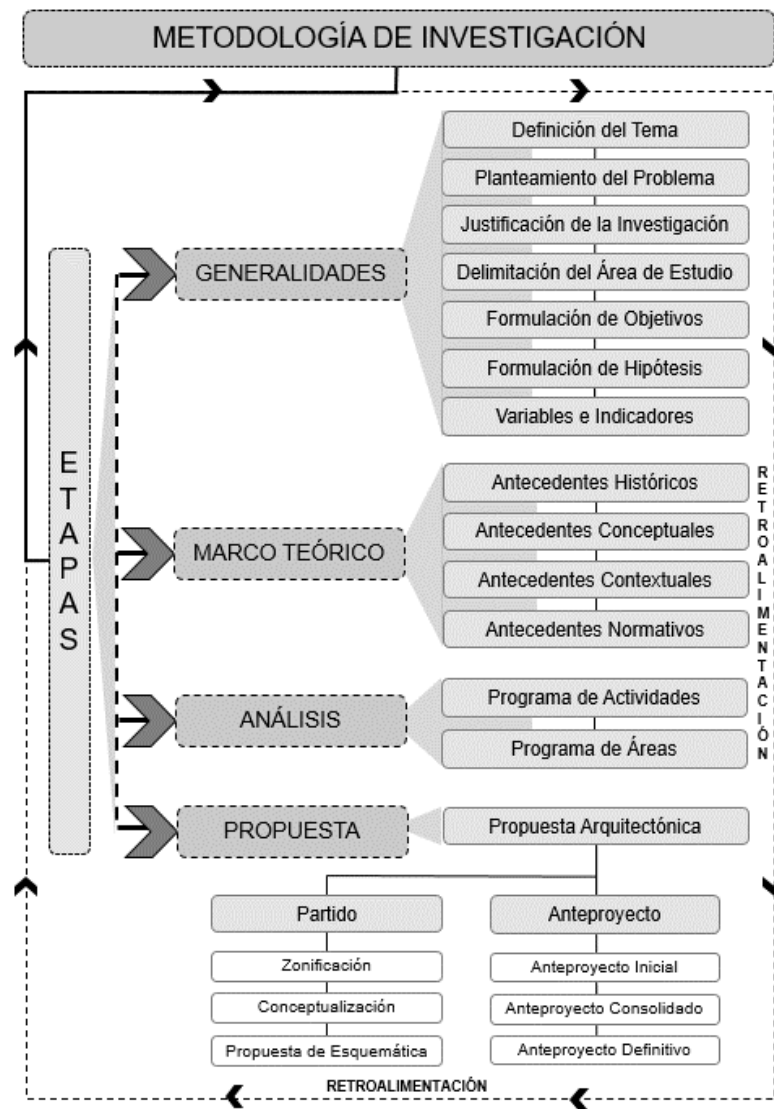 METODOLOGÍA DE INVESTIGACIÓN
ETAPAS
GENERALIDADES
Definición del Tema
Planteamiento del Problema
Justificación de la Investigación
Delimitación del Área de Estudio
Formulación de Objetivos
Formulación de Hipótesis
Variables e Indicadores
MARCO TEÓRICO
Antecedentes Históricos
Antecedentes Conceptuales
Antecedentes Contextuales
Antecedentes Normativos
ANÁLISIS
Programa de Actividades
Programa de Áreas
PROPUESTA
Propuesta Arquitectónica
Partido
Zonificación
Conceptualización
Propuesta de Esquemática
Anteproyecto
Anteproyecto Inicial
Anteproyecto Consolidado
Anteproyecto Definitivo
RETROALIMENTACIÓN
RETROALIMENTACIÓN